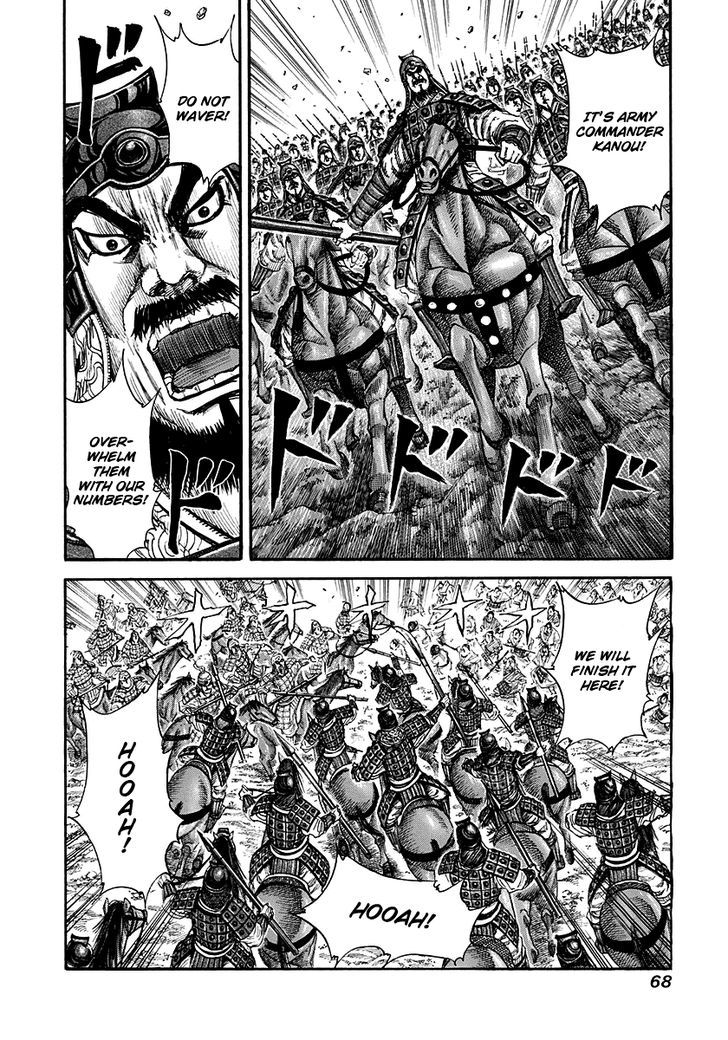 IT'S ARMY
COMMANDER
KANOU!
ドドドド
DO NOT
WAVER!
ド
OVER-
WHELM
THEM
WITH OUR
NUMBERS!
ド
WE WILL
FINISH IT
HERE!
HOOAH!
HOOAH!
68